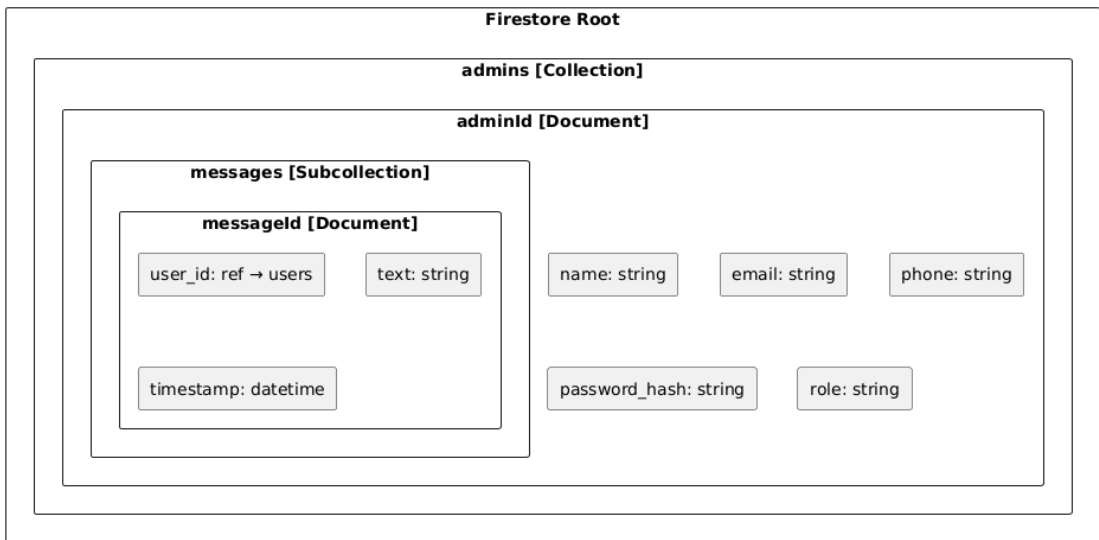 Firestore Root
admins [Collection]
adminId [Document]
messages [Subcollection]
messageId [Document]
user_id: ref → users
text: string
name: string
email: string
phone: string
timestamp: datetime
password_hash: string
role: string